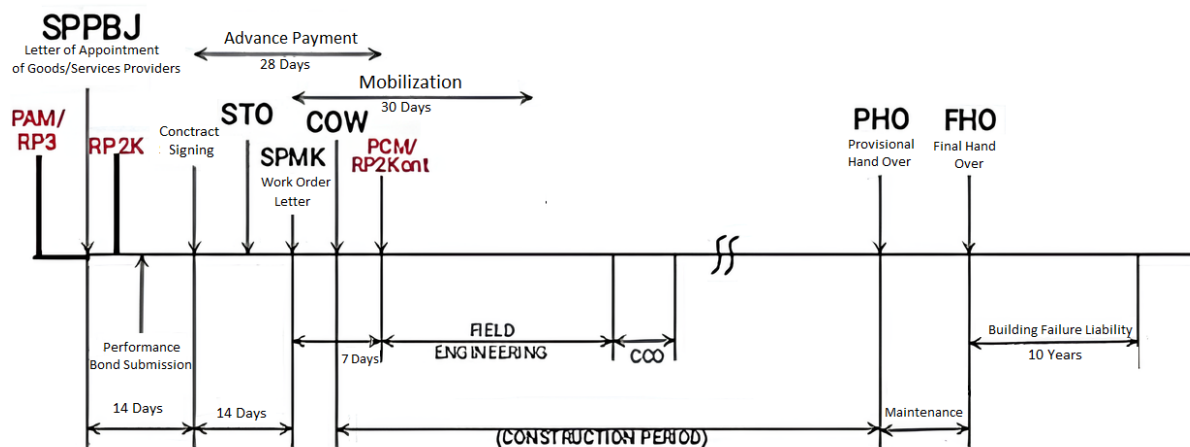 SPPBJ
Letter of Appointment
of Goods/Services Providers
Advance Payment
28 Days
Mobilization
30 Days
PAM/
RP3
RP2K
Conctract
Signing
STO
SPMK
Work Order
Letter
COW
PCM/
RP2Kont
PHO
Provisional
Hand Over
FHO
Final Hand
Over
Performance
Bond Submission
7 Days
FIELD
ENGINEERING
CCO
Building Failure Liability
10 Years
14 Days
14 Days
(CONSTRUCTION PERIOD)
Maintenance